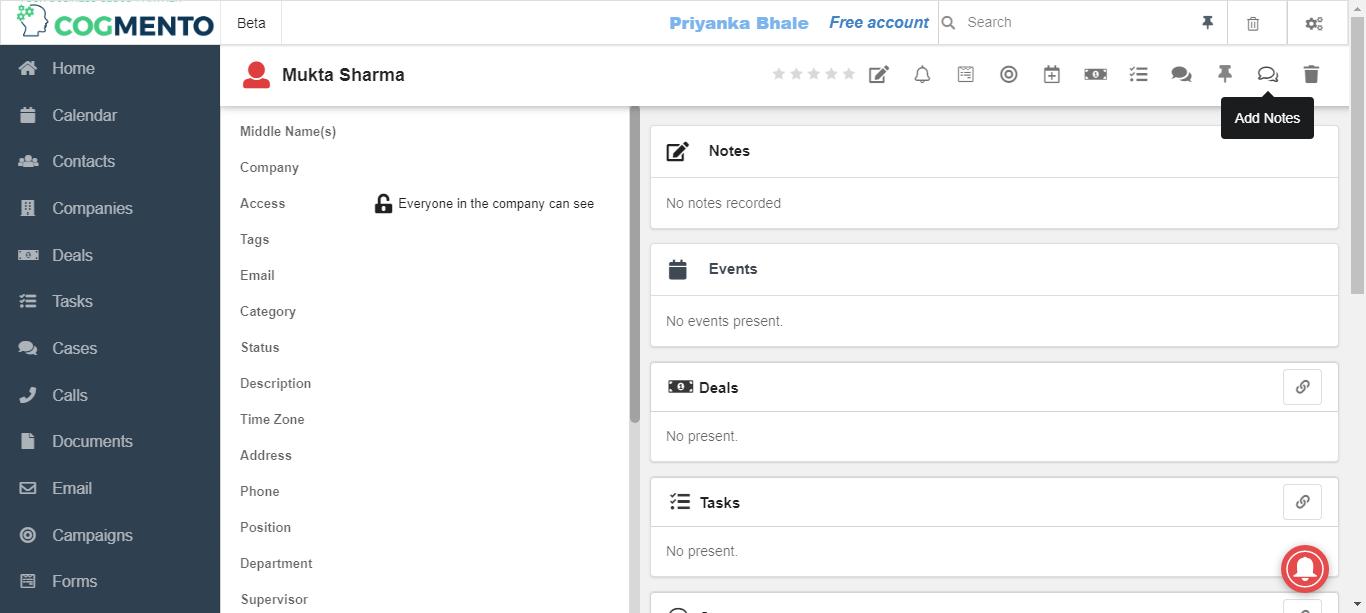 COGMENTO
Beta
Priyanka Bhale
Free account
Search
Home
Calendar
Contacts
Companies
Deals
Tasks
Cases
Calls
Documents
Email
Campaigns
Forms
Mukta Sharma
Add Notes
Middle Name(s)
Company
Access
Everyone in the company can see
Tags
Email
Category
Status
Description
Time Zone
Address
Phone
Position
Department
Supervisor
Notes
No notes recorded
Events
No events present.
Deals
No present.
Tasks
No present.